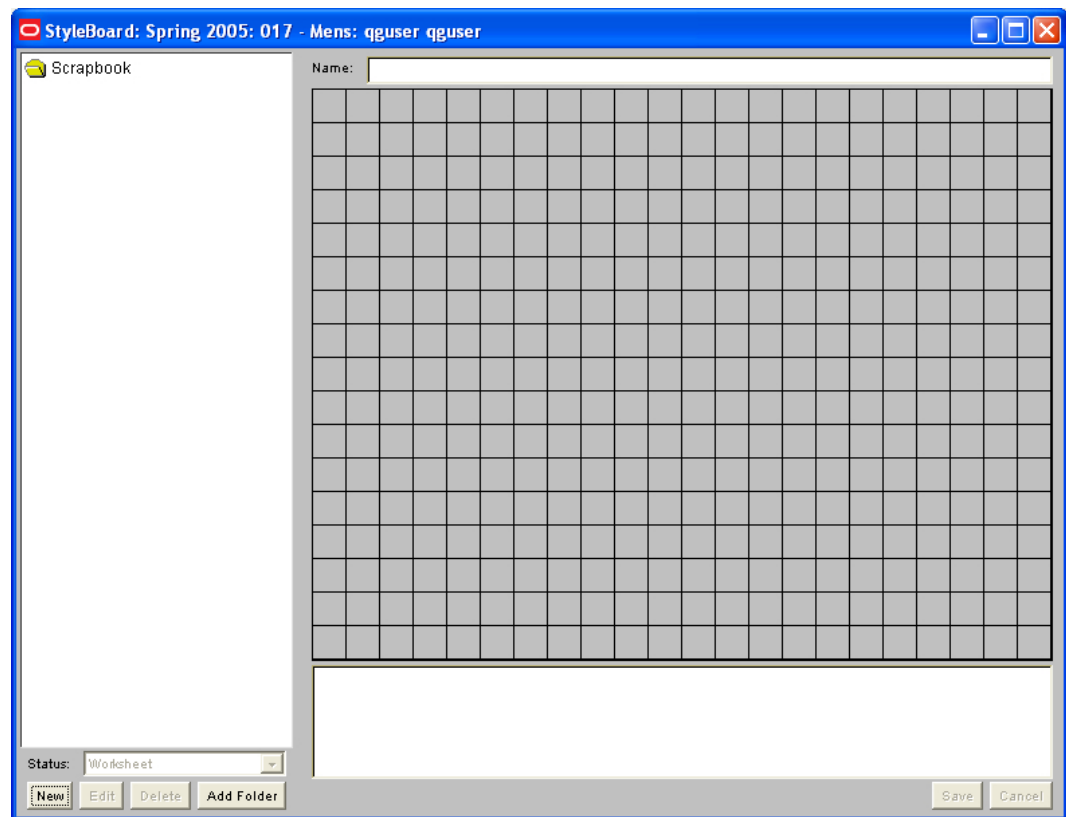 StyleBoard: Spring 2005: 017 - Mens: qguser qguser
Scrapbook
Name:
Status: Worksheet
New Edit Delete Add Folder
Save Cancel